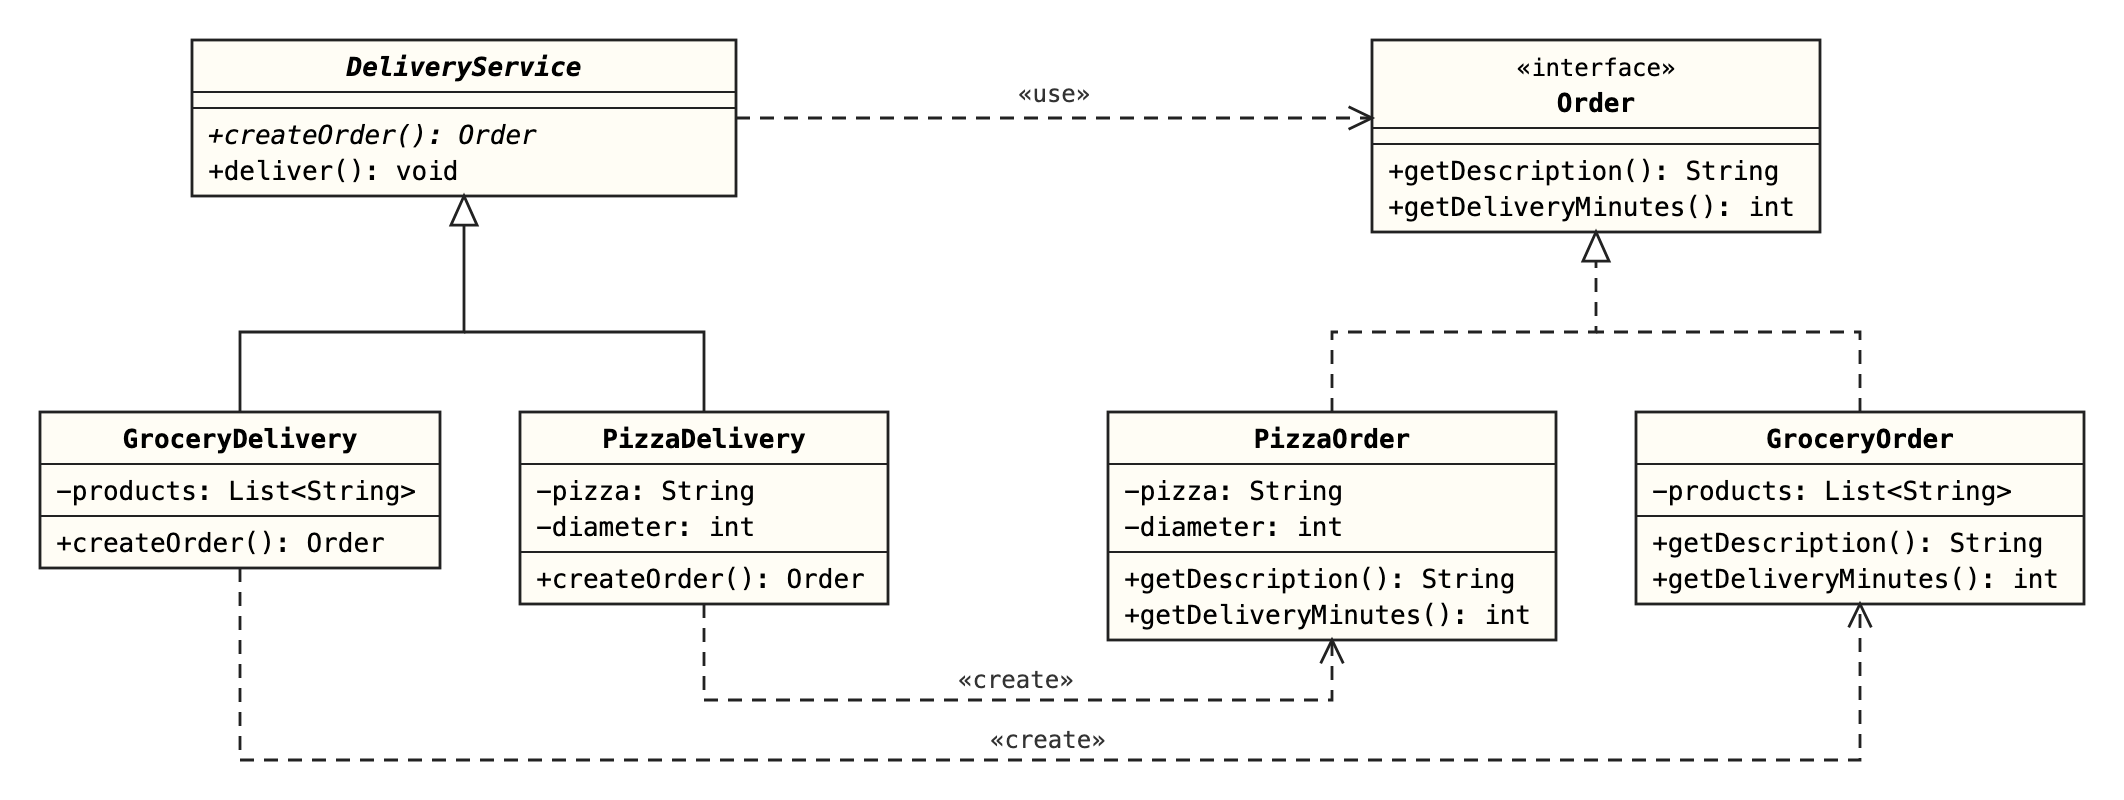 DeliveryService
+createOrder(): Order
+deliver(): void
«use»
«interface»
Order
+getDescription(): String
+getDeliveryMinutes(): int
GroceryDelivery
−products: List<String>
+createOrder(): Order
PizzaDelivery
−pizza: String
−diameter: int
+createOrder(): Order
PizzaOrder
−pizza: String
−diameter: int
+getDescription(): String
+getDeliveryMinutes(): int
GroceryOrder
−products: List<String>
+getDescription(): String
+getDeliveryMinutes(): int
«create»
«create»